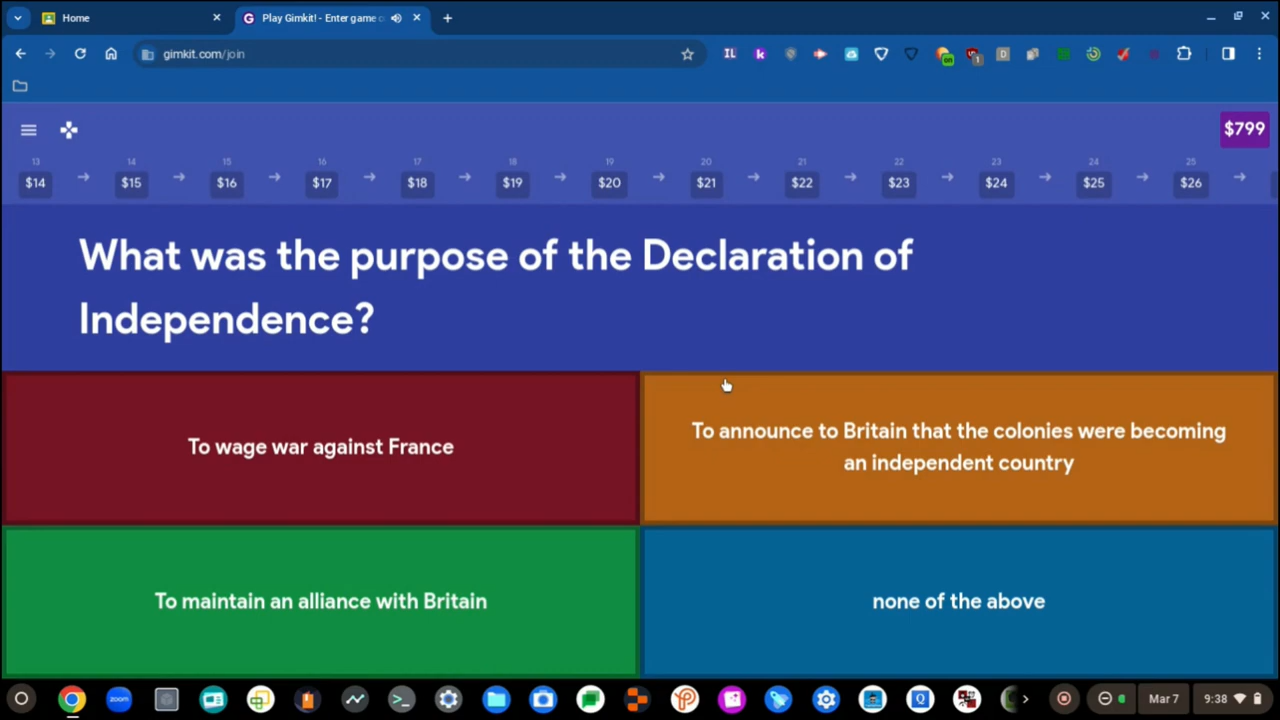 Home
Play Gimkit! - Enter game c
gimkit.com/join
$799
13 14 15 16 17 18 19 20 21 22 23 24 25
$14 $15 $16 $17 $18 $19 $20 $21 $22 $23 $24 $25 $26
What was the purpose of the Declaration of
Independence?
To wage war against France
To announce to Britain that the colonies were becoming
an independent country
To maintain an alliance with Britain
none of the above
zoom
Mar 7
9:38